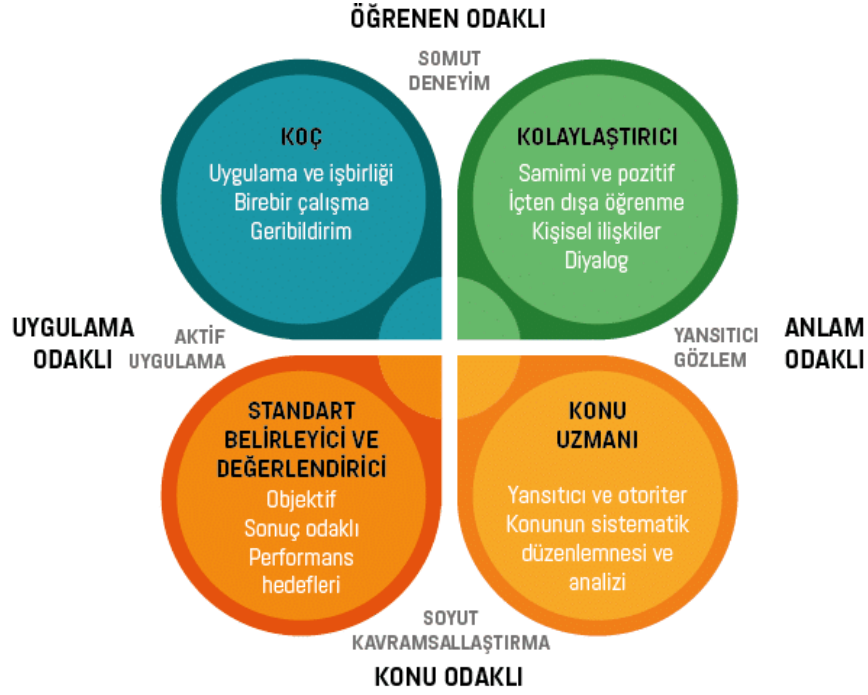 ÖĞRENEN ODAKLI
SOMUT
DENEYİM
KOÇ
Uygulama ve işbirliği
Birebir çalışma
Geribildirim
KOLAYLAŞTIRICI
Samimi ve pozitif
İçten dışa öğrenme
Kişisel ilişkiler
Diyalog
UYGULAMA
ODAKLI
AKTİF
UYGULAMA
YANSITICI
GÖZLEM
ANLAM
ODAKLI
STANDART
BELİRLEYİCİ VE
DEĞERLENDİRİCİ
Objektif
Sonuç odaklı
Performans
hedefleri
KONU
UZMANI
Yansıtıcı ve otoriter
Konunun sistematik
düzenlemnesi ve
analizi
SOYUT
KAVRAMSALLAŞTIRMA
KONU ODAKLI